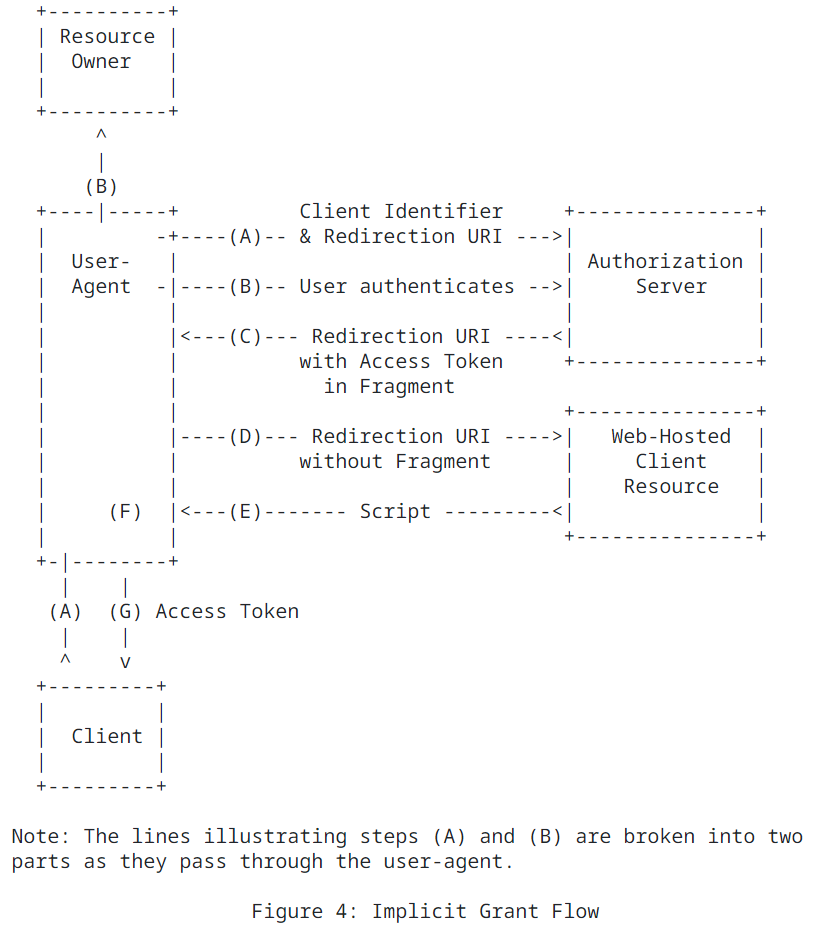 +----------+
| Resource |
|  Owner   |
|          |
+----------+
     ^
     |
    (B)
+----|-----+          Client Identifier     +---------------+
|         -+----(A)-- & Redirection URI --->|               |
|  User-   |                                | Authorization |
|  Agent  -|----(B)-- User authenticates -->|     Server    |
|          |                                |               |
|          |<---(C)--- Redirection URI ----<|               |
|          |          with Access Token     +---------------+
|          |            in Fragment
|          |                                +---------------+
|          |----(D)--- Redirection URI ---->|   Web-Hosted  |
|          |          without Fragment      |     Client    |
|          |                                |    Resource   |
|     (F)  |<---(E)------- Script ---------<|               |
|          |                                +---------------+
+-|--------+
  |    |
 (A)  (G) Access Token
  |    |
  ^    v
+---------+
|         |
|  Client |
|         |
+---------+
Note: The lines illustrating steps (A) and (B) are broken into two
parts as they pass through the user-agent.
Figure 4: Implicit Grant Flow